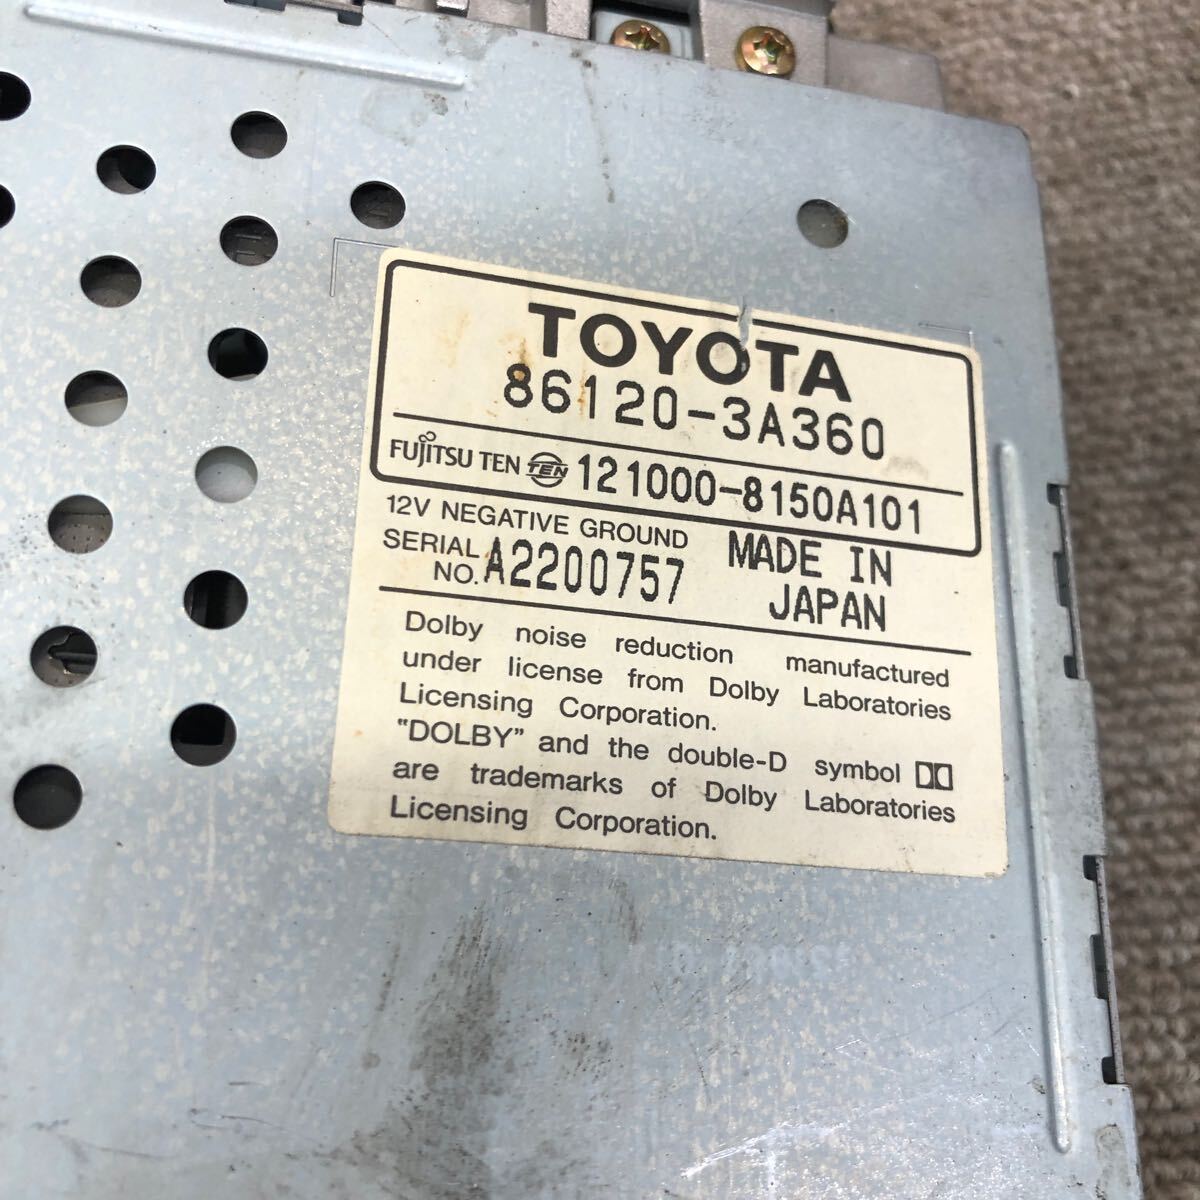 TOYOTA
86120-3A360
FUJITSU TEN TEN 121000-8150A101
12V NEGATIVE GROUND
SERIAL NO. A2200757
MADE IN JAPAN
Dolby noise reduction manufactured
under license from Dolby Laboratories
Licensing Corporation.
"DOLBY" and the double-D symbol
are trademarks of Dolby Laboratories
Licensing Corporation.